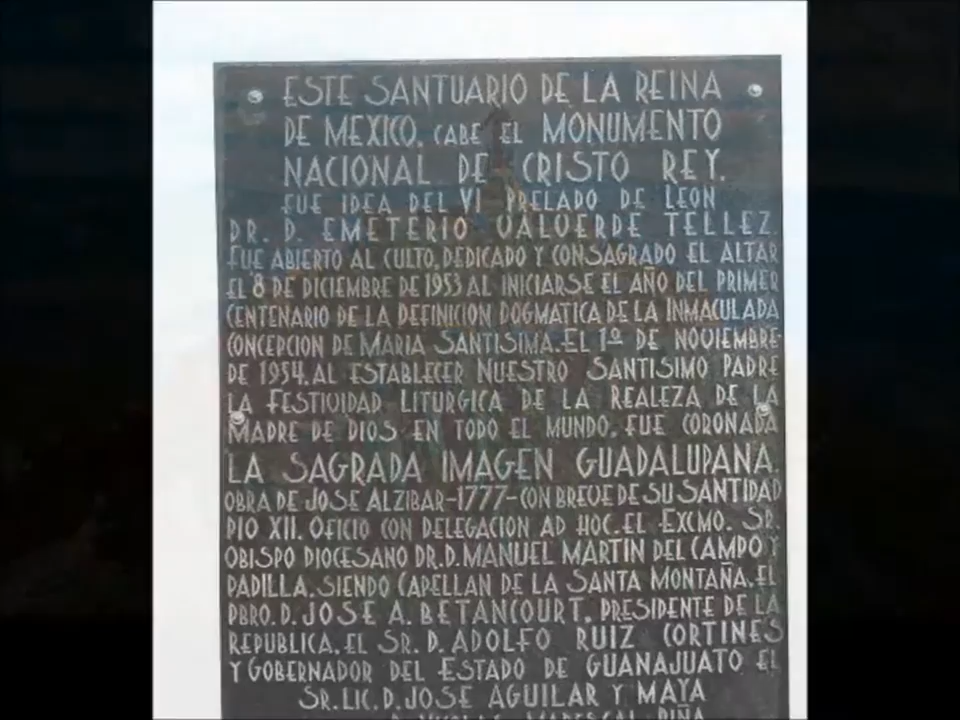 ESTE SANTUARIO DE LA REINA
DE MEXICO, CABE EL MONUMENTO
NACIONAL DE CRISTO REY.
FUE IDEA DEL VI PRELADO DE LEON
DR. D. EMETERIO VALVERDE TELLEZ.
FUE ABIERTO AL CULTO, DEDICADO Y CONSAGRADO EL ALTAR
EL 8 DE DICIEMBRE DE 1953 AL INICIARSE EL AÑO DEL PRIMER
CENTENARIO DE LA DEFINICION DOGMATICA DE LA INMACULADA
CONCEPCION DE MARIA SANTISIMA. EL 1º DE NOVIEMBRE
DE 1954, AL ESTABLECER NUESTRO SANTISIMO PADRE
LA FESTIVIDAD LITURGICA DE LA REALEZA DE LA
MADRE DE DIOS EN TODO EL MUNDO, FUE CORONADA
LA SAGRADA IMAGEN GUADALUPANA.
OBRA DE JOSE ALZIBAR-1777-CON BREVE DE SU SANTIDAD
PIO XII. OFICIO CON DELEGACION AD HOC. EL EXCMO. SR.
OBISPO DIOCESANO DR. D. MANUEL MARTIN DEL CAMPO Y
PADILLA. SIENDO CAPELLAN DE LA SANTA MONTAÑA. EL
PBRO. D. JOSE A. BETANCOURT. PRESIDENTE DE LA
REPUBLICA. EL SR. D. ADOLFO RUIZ CORTINES
Y GOBERNADOR DEL ESTADO DE GUANAJUATO EL
SR. LIC. D. JOSE AGUILAR Y MAYA